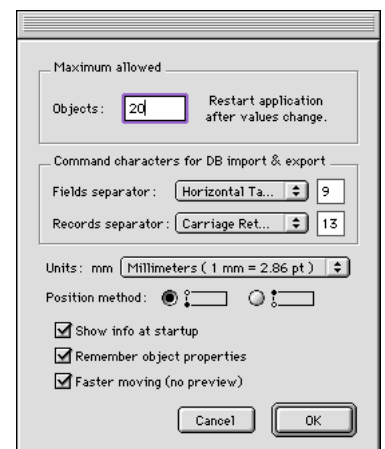 Maximum allowed
Objects: 20 Restart application
after values change.
Command characters for DB import & export
Fields separator: Horizontal Ta... 9
Records separator: Carriage Ret... 13
Units: mm Millimeters ( 1 mm = 2.86 pt )
Position method:
Show info at startup
Remember object properties
Faster moving (no preview)
Cancel OK